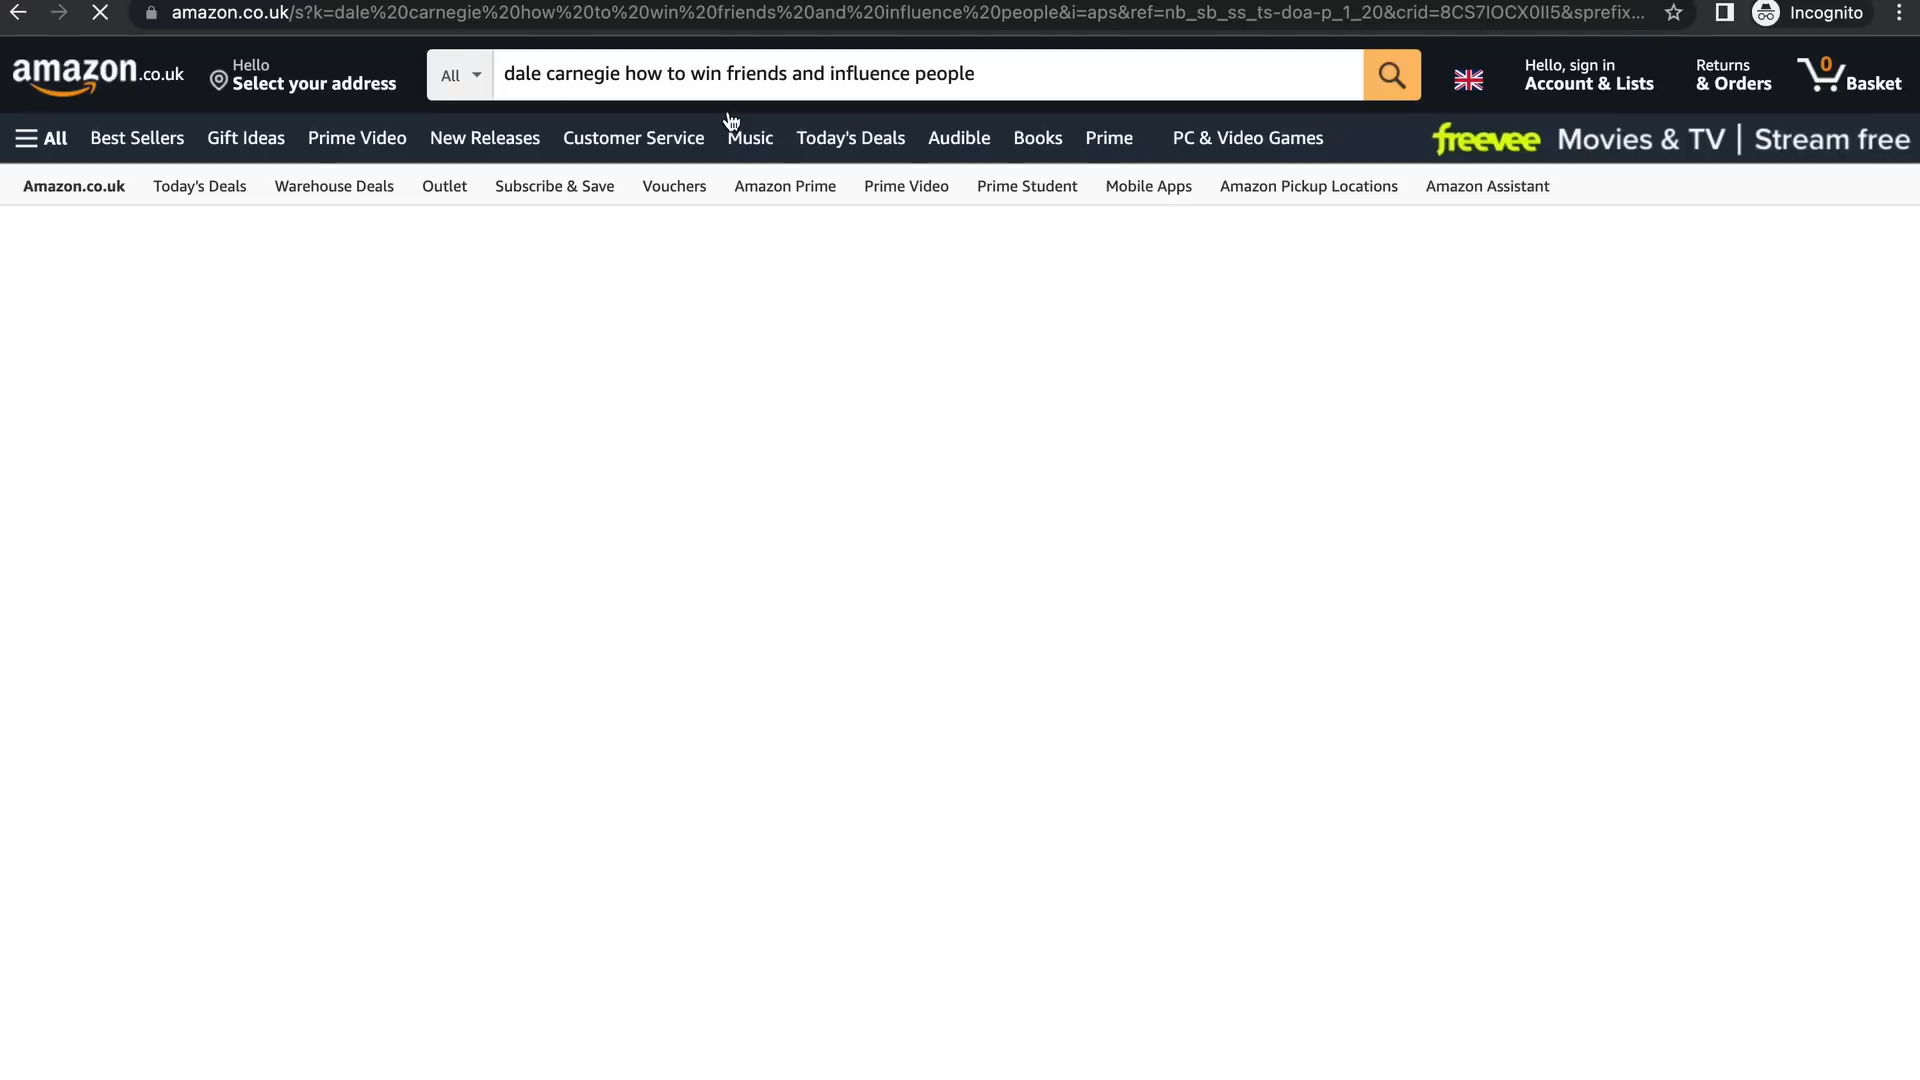 amazon.co.uk/s?k=dale%20carnegie%20how%20to%20win%20friends%20and%20influence%20people&i=aps&ref=nb_sb_ss_ts-doa-p_1_20&crid=8CS7IOCX0II5&sprefix... Incognito
amazon.co.uk Hello Select your address All dale carnegie how to win friends and influence people Hello, sign in Account & Lists Returns & Orders 0 Basket
All Best Sellers Gift Ideas Prime Video New Releases Customer Service Music Today's Deals Audible Books Prime PC & Video Games freevee Movies & TV | Stream free
Amazon.co.uk Today's Deals Warehouse Deals Outlet Subscribe & Save Vouchers Amazon Prime Prime Video Prime Student Mobile Apps Amazon Pickup Locations Amazon Assistant